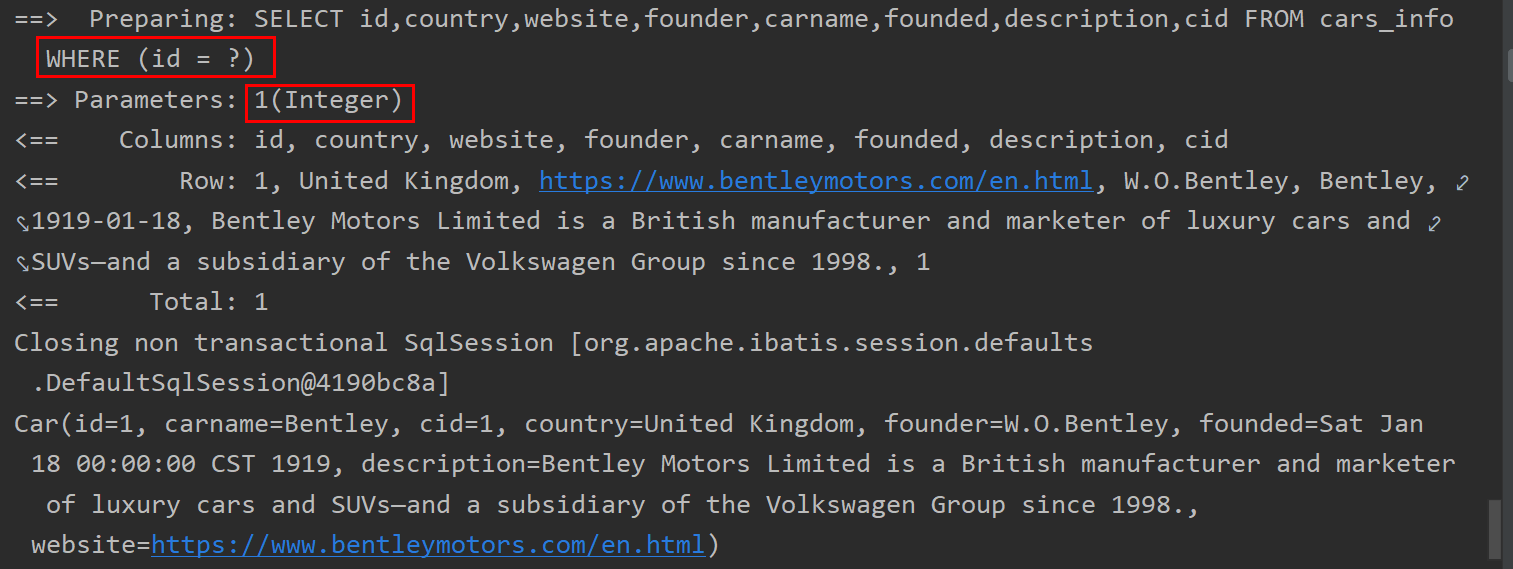 ==>  Preparing: SELECT id,country,website,founder,carname,founded,description,cid FROM cars_info
WHERE (id = ?)
==> Parameters: 1(Integer)
<==    Columns: id, country, website, founder, carname, founded, description, cid
<==        Row: 1, United Kingdom, https://www.bentleymotors.com/en.html, W.O.Bentley, Bentley,
1919-01-18, Bentley Motors Limited is a British manufacturer and marketer of luxury cars and
SUVs—and a subsidiary of the Volkswagen Group since 1998., 1
<==      Total: 1
Closing non transactional SqlSession [org.apache.ibatis.session.defaults
.DefaultSqlSession@4190bc8a]
Car(id=1, carname=Bentley, cid=1, country=United Kingdom, founder=W.O.Bentley, founded=Sat Jan
18 00:00:00 CST 1919, description=Bentley Motors Limited is a British manufacturer and marketer
of luxury cars and SUVs—and a subsidiary of the Volkswagen Group since 1998.,
website=https://www.bentleymotors.com/en.html)